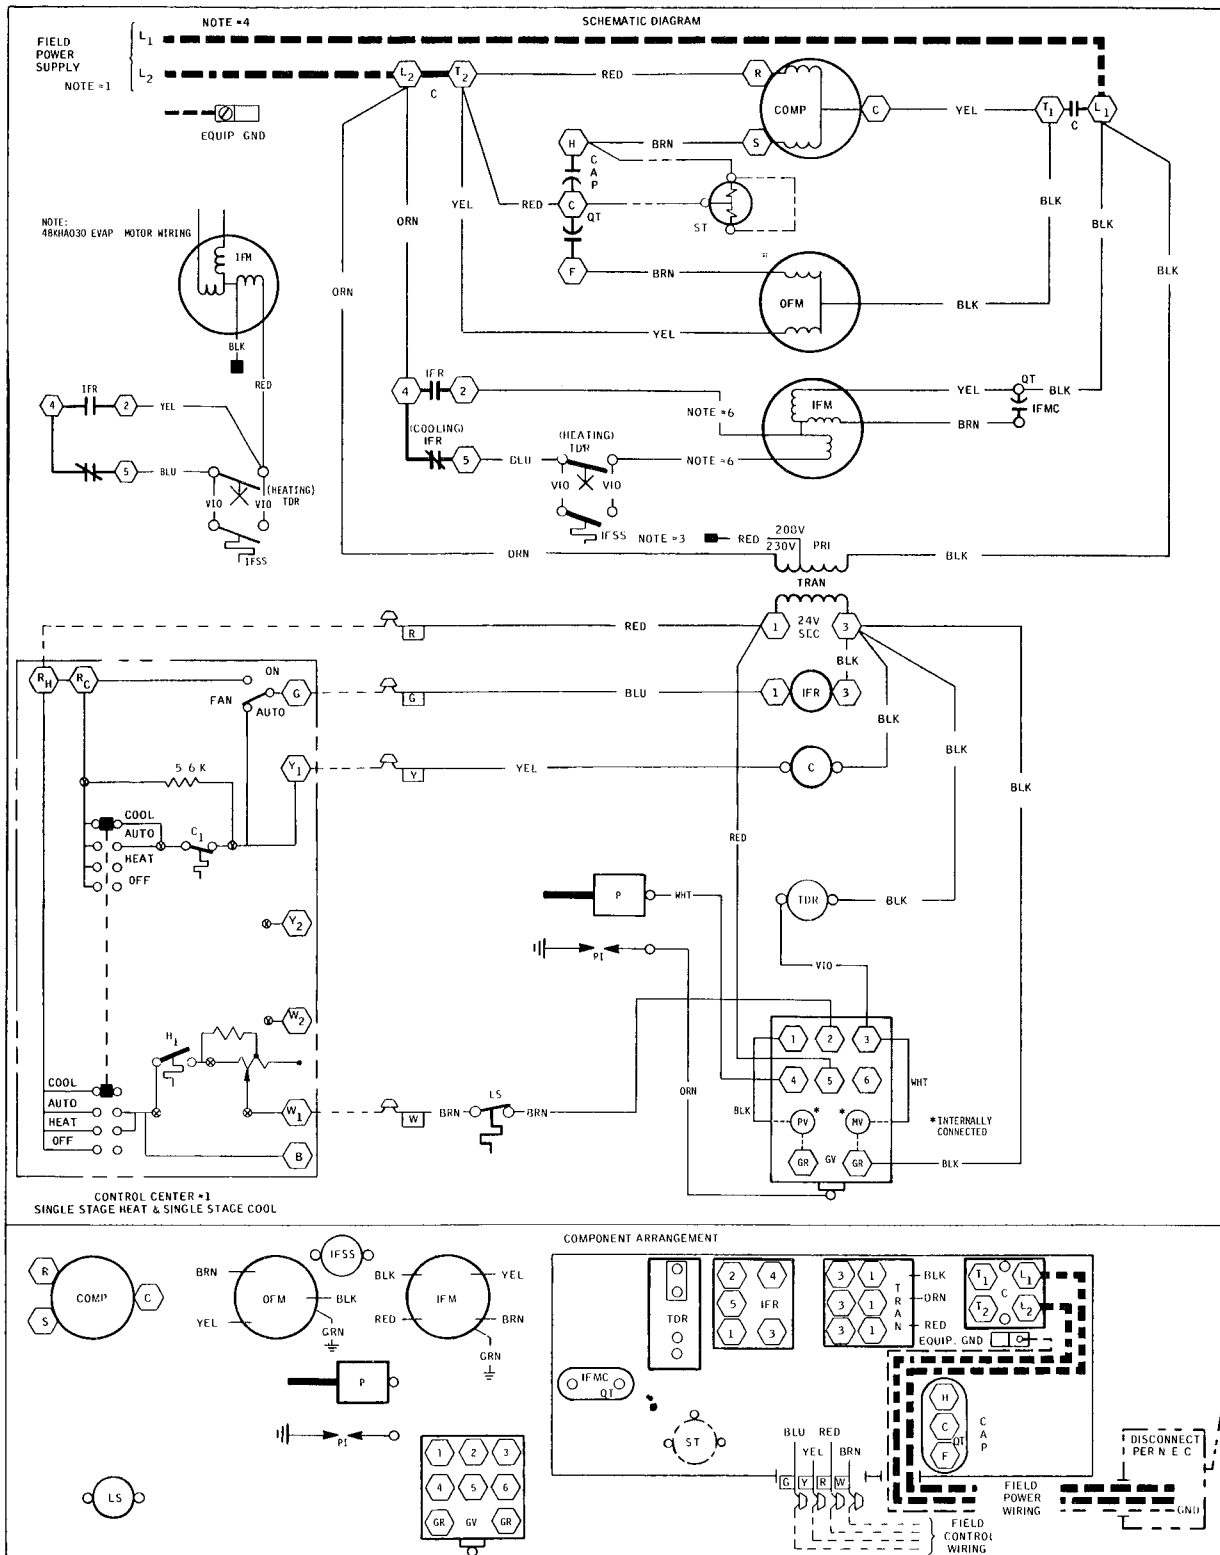 SCHEMATIC DIAGRAM
NOTE #4
FIELD
POWER
SUPPLY
NOTE #1
L1
L2
EQUIP GND
L2
C
T2
RED
R
COMP
C
YEL
T1
C
L1
S
BRN
H
C
A
P
C
QT
F
RED
ST
BRN
OFM
YEL
BLK
ORN
ORN
YEL
BLK
BLK
BLK
NOTE:
48KHA030 EVAP MOTOR WIRING
IFM
BLK
RED
4
IFR
2
YEL
5
BLU
(HEATING)
TDR
VIO
VIO
IFSS
4
IFR
2
NOTE #6
(COOLING)
IFR
5
BLU
(HEATING)
TDR
NOTE #6
VIO
VIO
IFSS
IFM
YEL
QT
BLK
IFMC
BRN
NOTE #3
RED
208V
230V
PRI
ORN
BLK
TRAN
1
24V
SEC
3
R
RED
BLK
RH
RC
ON
FAN
AUTO
G
G
BLU
1
IFR
3
BLK
BLK
BLK
5.6K
Y1
Y
YEL
C
COOL
AUTO
HEAT
OFF
C1
RED
P
WHT
TDR
BLK
PI
VIO
Y2
W2
H1
COOL
AUTO
HEAT
OFF
W1
W
BRN
LS
BRN
B
ORN
1
2
3
4
5
6
WHT
BLK
PV
*
*
MV
*INTERNALLY
CONNECTED
GR
GV
GR
BLK
CONTROL CENTER #1
SINGLE STAGE HEAT & SINGLE STAGE COOL
COMPONENT ARRANGEMENT
R
S
COMP
C
BRN
YEL
OFM
BLK
GRN
IFSS
BLK
RED
IFM
YEL
BRN
GRN
P
PI
LS
1
2
3
4
5
6
GR
GV
GR
TDR
2
4
5
IFR
1
3
3
1
3
1
3
1
T
R
A
N
BLK
ORN
RED
T1
L1
C
T2
L2
EQUIP. GND
IFMC
QT
ST
H
C
QT
F
C
A
P
BLU
RED
YEL
BRN
G
Y
R
W
FIELD
CONTROL
WIRING
FIELD
POWER
WIRING
DISCONNECT
PER N E C
GND